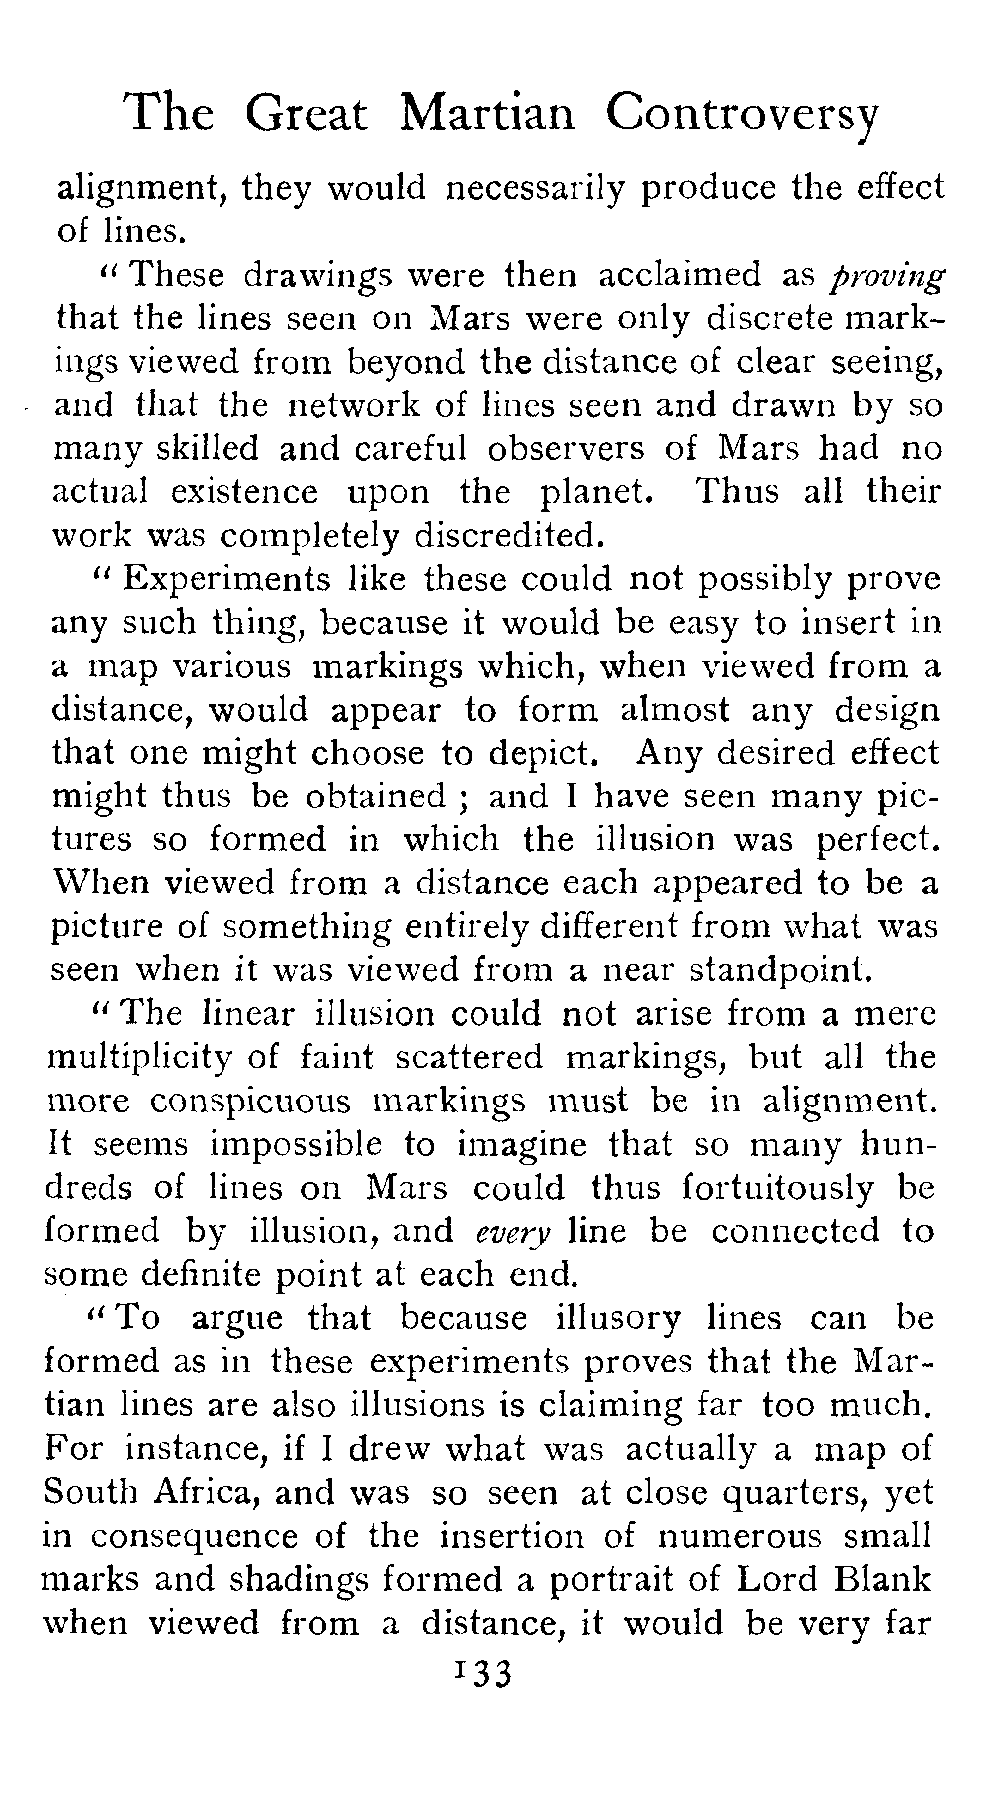 The Great Martian Controversy
alignment, they would necessarily produce the effect
of lines.
“ These drawings were then acclaimed as proving
that the lines seen on Mars were only discrete mark-
ings viewed from beyond the distance of clear seeing,
and that the network of lines seen and drawn by so
many skilled and careful observers of Mars had no
actual existence upon the planet. Thus all their
work was completely discredited.
“ Experiments like these could not possibly prove
any such thing, because it would be easy to insert in
a map various markings which, when viewed from a
distance, would appear to form almost any design
that one might choose to depict. Any desired effect
might thus be obtained ; and I have seen many pic-
tures so formed in which the illusion was perfect.
When viewed from a distance each appeared to be a
picture of something entirely different from what was
seen when it was viewed from a near standpoint.
“ The linear illusion could not arise from a mere
multiplicity of faint scattered markings, but all the
more conspicuous markings must be in alignment.
It seems impossible to imagine that so many hun-
dreds of lines on Mars could thus fortuitously be
formed by illusion, and every line be connected to
some definite point at each end.
“ To argue that because illusory lines can be
formed as in these experiments proves that the Mar-
tian lines are also illusions is claiming far too much.
For instance, if I drew what was actually a map of
South Africa, and was so seen at close quarters, yet
in consequence of the insertion of numerous small
marks and shadings formed a portrait of Lord Blank
when viewed from a distance, it would be very far
133